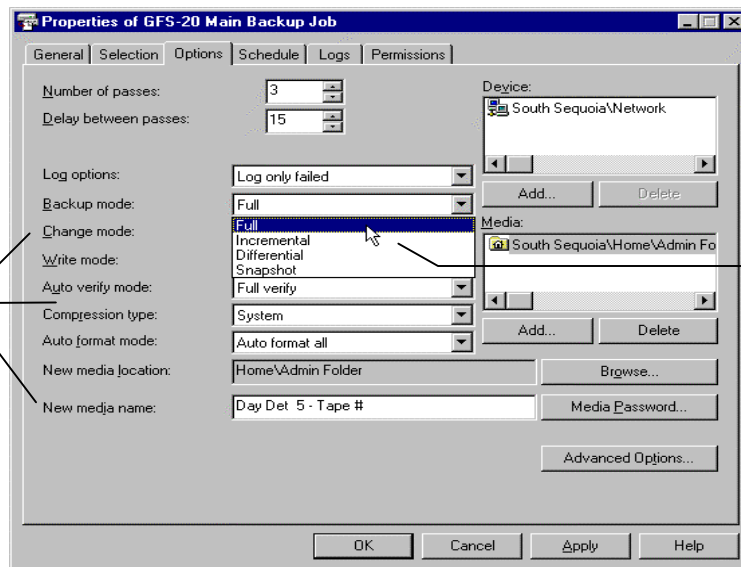 Properties of GFS-20 Main Backup Job
General Selection Options Schedule Logs Permissions
Number of passes: 3
Delay between passes: 15
Device:
South Sequoia\Network
Add... Delete
Log options: Log only failed
Backup mode: Full
Change mode:
Write mode:
Full
Incremental
Differential
Snapshot
Media:
South Sequoia\Home\Admin Fo
Add... Delete
Auto verify mode: Full verify
Compression type: System
Auto format mode: Auto format all
New media location: Home\Admin Folder Browse...
New media name: Day Det 5 - Tape # Media Password...
Advanced Options...
OK Cancel Apply Help